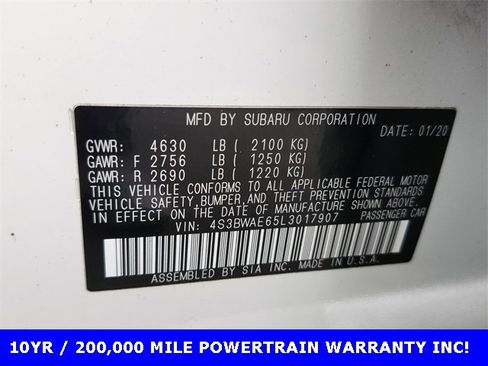 MFD BY SUBARU CORPORATION
DATE: 01/20
GVWR: 4630 LB ( 2100 KG)
GAWR: F 2756 LB ( 1250 KG)
GAWR: R 2690 LB ( 1220 KG)
THIS VEHICLE CONFORMS TO ALL APPLICABLE FEDERAL MOTOR
VEHICLE SAFETY, BUMPER, AND THEFT PREVENTION STANDARDS
IN EFFECT ON THE DATE OF MANUFACTURE SHOWN ABOVE.
VIN: 4S3BWAE65L3017907 PASSENGER CAR
ASSEMBLED BY SIA INC. MADE IN U.S.A.
10YR / 200,000 MILE POWERTRAIN WARRANTY INC!